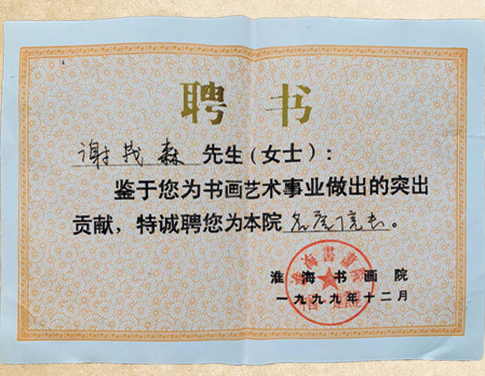 聘书
谢茂森 先生(女士):
鉴于您为书画艺术事业做出的突出
贡献,特诚聘您为本院名誉院长。
淮海书画院
一九九九年十二月